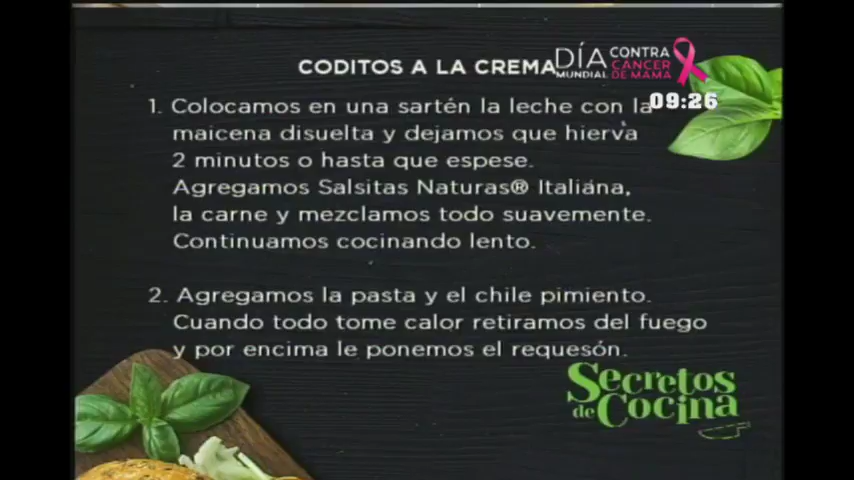 CODITOS A LA CREMA
DÍA MUNDIAL CONTRA CANCER DE MAMA
09:26
1. Colocamos en una sartén la leche con la
maicena disuelta y dejamos que hierva
2 minutos o hasta que espese.
Agregamos Salsitas Naturas® Italiana,
la carne y mezclamos todo suavemente.
Continuamos cocinando lento.
2. Agregamos la pasta y el chile pimiento.
Cuando todo tome calor retiramos del fuego
y por encima le ponemos el requesón.
Secretos
de Cocina